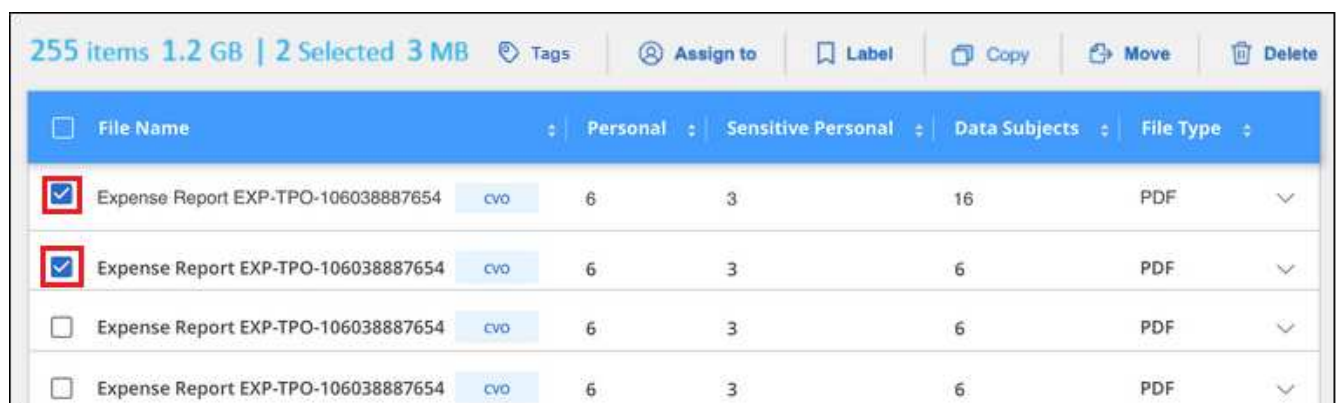 255 items 1.2 GB | 2 Selected 3 MB Tags Assign to Label Copy Move Delete
File Name Personal Sensitive Personal Data Subjects File Type
Expense Report EXP-TPO-106038887654 CVO 6 3 16 PDF
Expense Report EXP-TPO-106038887654 CVO 6 3 6 PDF
Expense Report EXP-TPO-106038887654 CVO 6 3 6 PDF
Expense Report EXP-TPO-106038887654 CVO 6 3 6 PDF